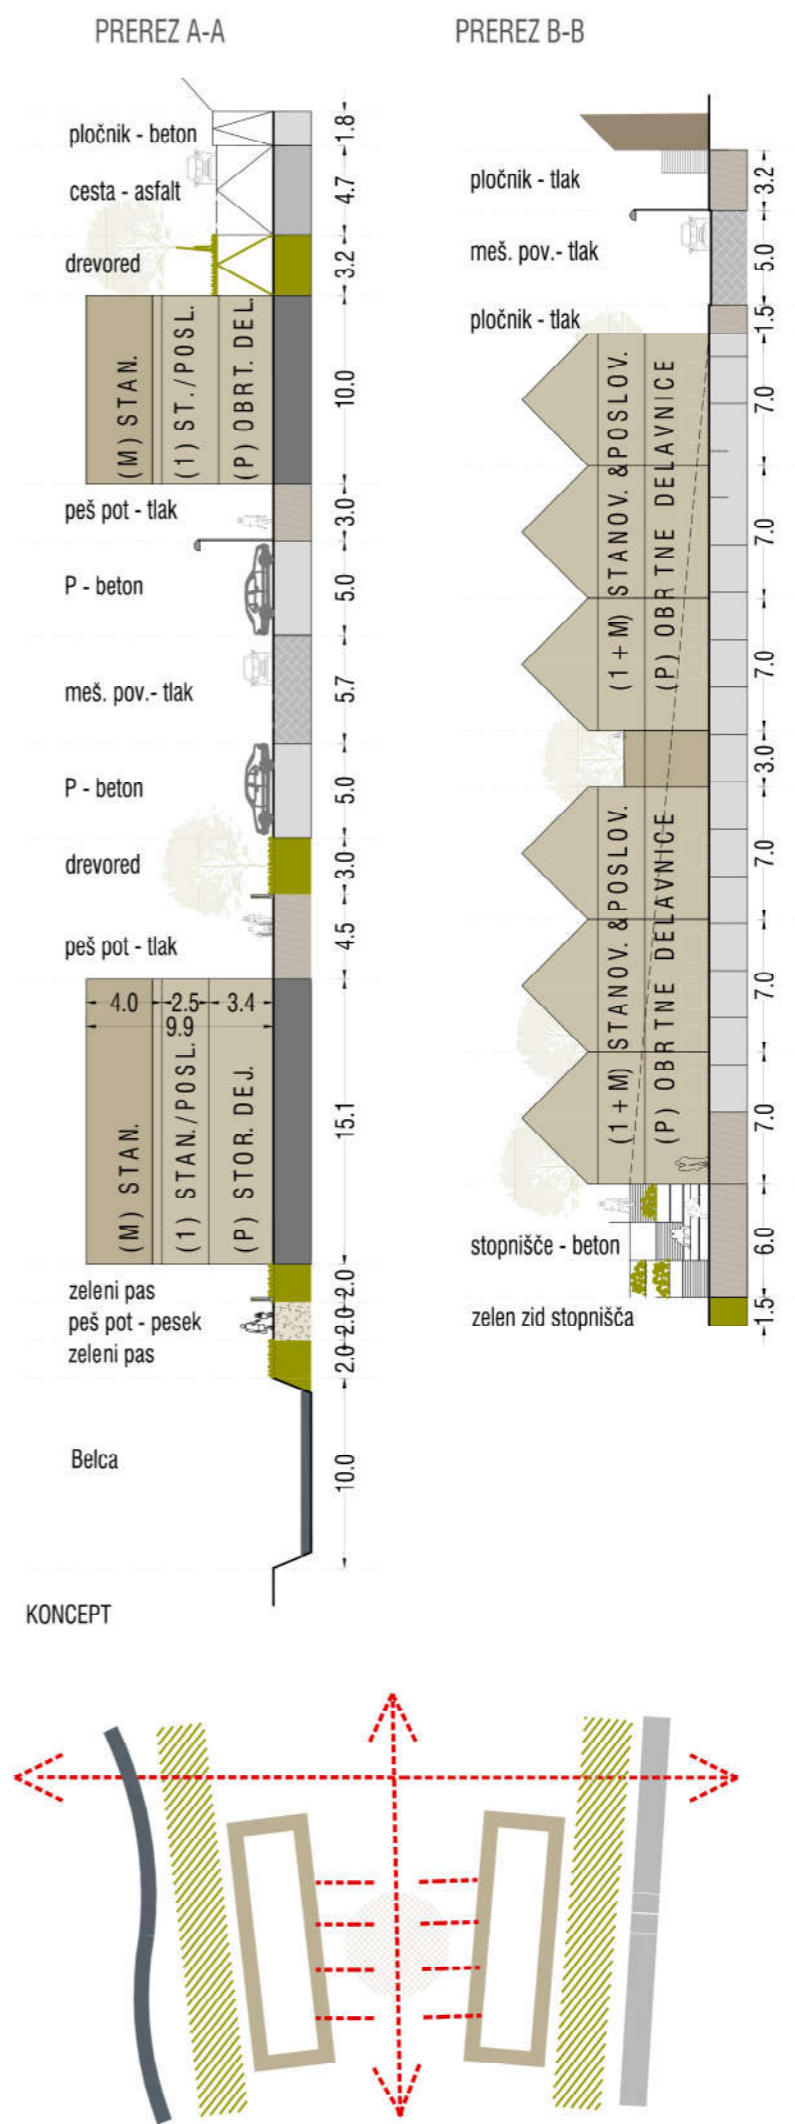 PREREZ A-A
pločnik - beton
1.8
cesta - asfalt
4.7
drevored
3.2
(M) STAN.
(1) ST./POSL.
(P) OBRT. DEL.
10.0
peš pot - tlak
3.0
P - beton
5.0
meš. pov.- tlak
5.7
P - beton
5.0
drevored
3.0
peš pot - tlak
4.5
4.0
2.5
3.4
9.9
(M) STAN.
(1) STAN./POSL.
(P) STOR. DEJ.
15.1
zeleni pas
2.0
peš pot - pesek
2.0
zeleni pas
2.0
Belca
10.0
PREREZ B-B
pločnik - tlak
3.2
meš. pov.- tlak
5.0
pločnik - tlak
1.5
(1+M) STANOV. &POSLOV.
(P) OBRTNE DELAVNICE
7.0
7.0
7.0
3.0
(1+M) STANOV. &POSLOV.
(P) OBRTNE DELAVNICE
7.0
7.0
7.0
stopnišče - beton
6.0
zelen zid stopnišča
1.5
KONCEPT